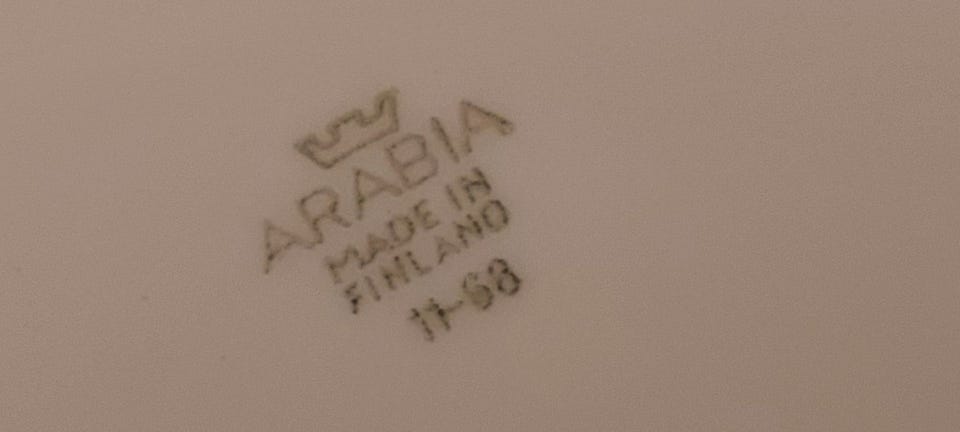 ARABIA
MADE IN
FINLAND
11-68